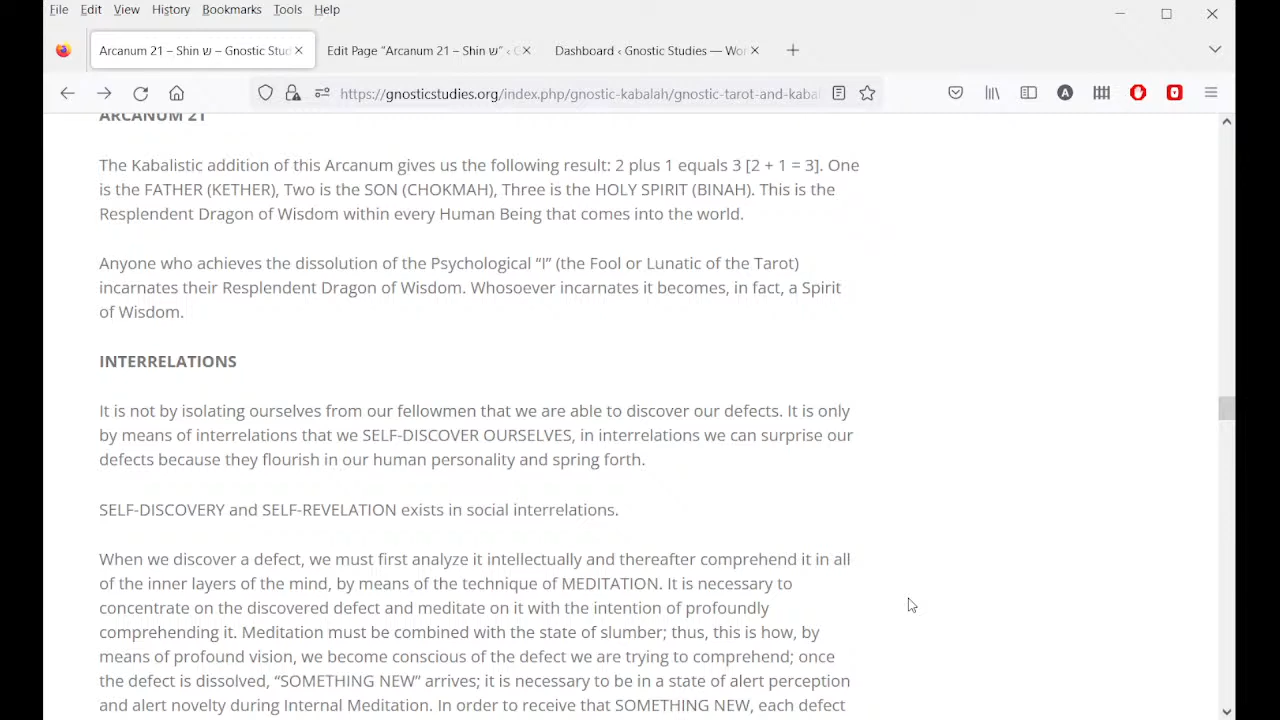 File Edit View History Bookmarks Tools Help
Arcanum 21 – Shin ש – Gnostic Stud
Edit Page “Arcanum 21 – Shin ש” ‹ G
Dashboard ‹ Gnostic Studies — Wor
https://gnosticstudies.org/index.php/gnostic-kabalah/gnostic-tarot-and-kabal
ARCANUM 21
The Kabalistic addition of this Arcanum gives us the following result: 2 plus 1 equals 3 [2 + 1 = 3]. One
is the FATHER (KETHER), Two is the SON (CHOKMAH), Three is the HOLY SPIRIT (BINAH). This is the
Resplendent Dragon of Wisdom within every Human Being that comes into the world.
Anyone who achieves the dissolution of the Psychological “I” (the Fool or Lunatic of the Tarot)
incarnates their Resplendent Dragon of Wisdom. Whosoever incarnates it becomes, in fact, a Spirit
of Wisdom.
INTERRELATIONS
It is not by isolating ourselves from our fellowmen that we are able to discover our defects. It is only
by means of interrelations that we SELF-DISCOVER OURSELVES, in interrelations we can surprise our
defects because they flourish in our human personality and spring forth.
SELF-DISCOVERY and SELF-REVELATION exists in social interrelations.
When we discover a defect, we must first analyze it intellectually and thereafter comprehend it in all
of the inner layers of the mind, by means of the technique of MEDITATION. It is necessary to
concentrate on the discovered defect and meditate on it with the intention of profoundly
comprehending it. Meditation must be combined with the state of slumber; thus, this is how, by
means of profound vision, we become conscious of the defect we are trying to comprehend; once
the defect is dissolved, “SOMETHING NEW” arrives; it is necessary to be in a state of alert perception
and alert novelty during Internal Meditation. In order to receive that SOMETHING NEW, each defect